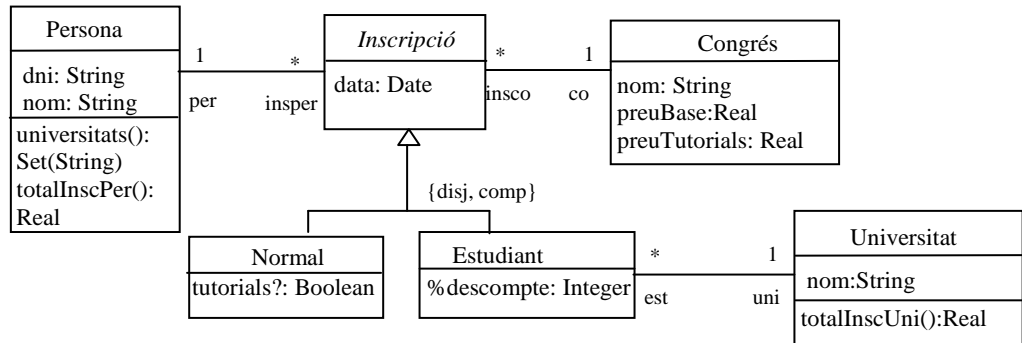 Persona
dni: String
nom: String
universitats():
Set(String)
totalInscPer():
Real
1
per
*
insper
Inscripció
data: Date
*
insco
1
co
Congrés
nom: String
preuBase:Real
preuTutorials: Real
{disj, comp}
Normal
tutorials?: Boolean
Estudiant
%descompte: Integer
*
est
1
uni
Universitat
nom:String
totalInscUni():Real